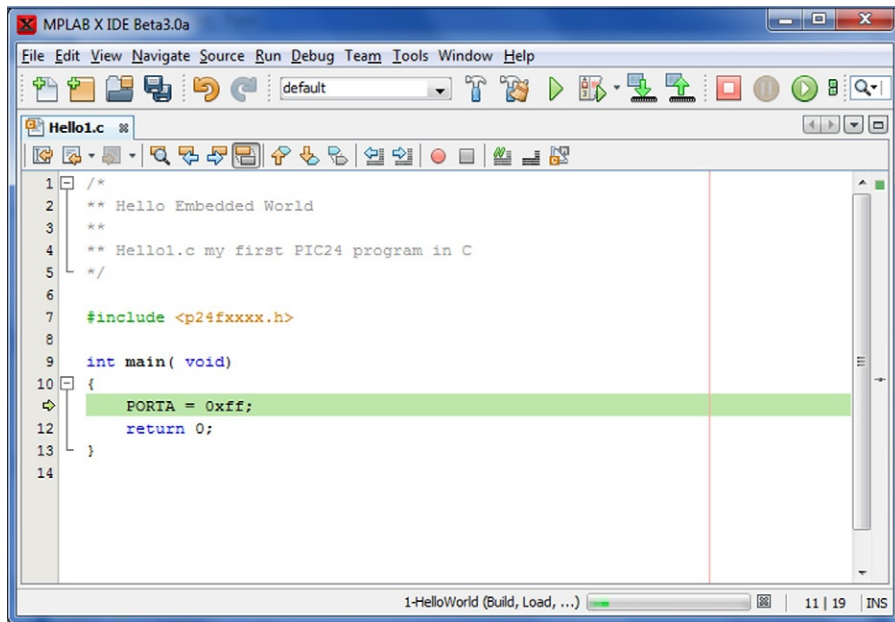 MPLAB X IDE Beta3.0a
File Edit View Navigate Source Run Debug Team Tools Window Help
default
Hello1.c
1 /*
2 ** Hello Embedded World
3 **
4 ** Hello1.c my first PIC24 program in C
5 */
6
7 #include <p24fxxxx.h>
8
9 int main( void)
10 {
PORTA = 0xff;
12 return 0;
13 }
14
1-HelloWorld (Build, Load, ...) 11 | 19 INS